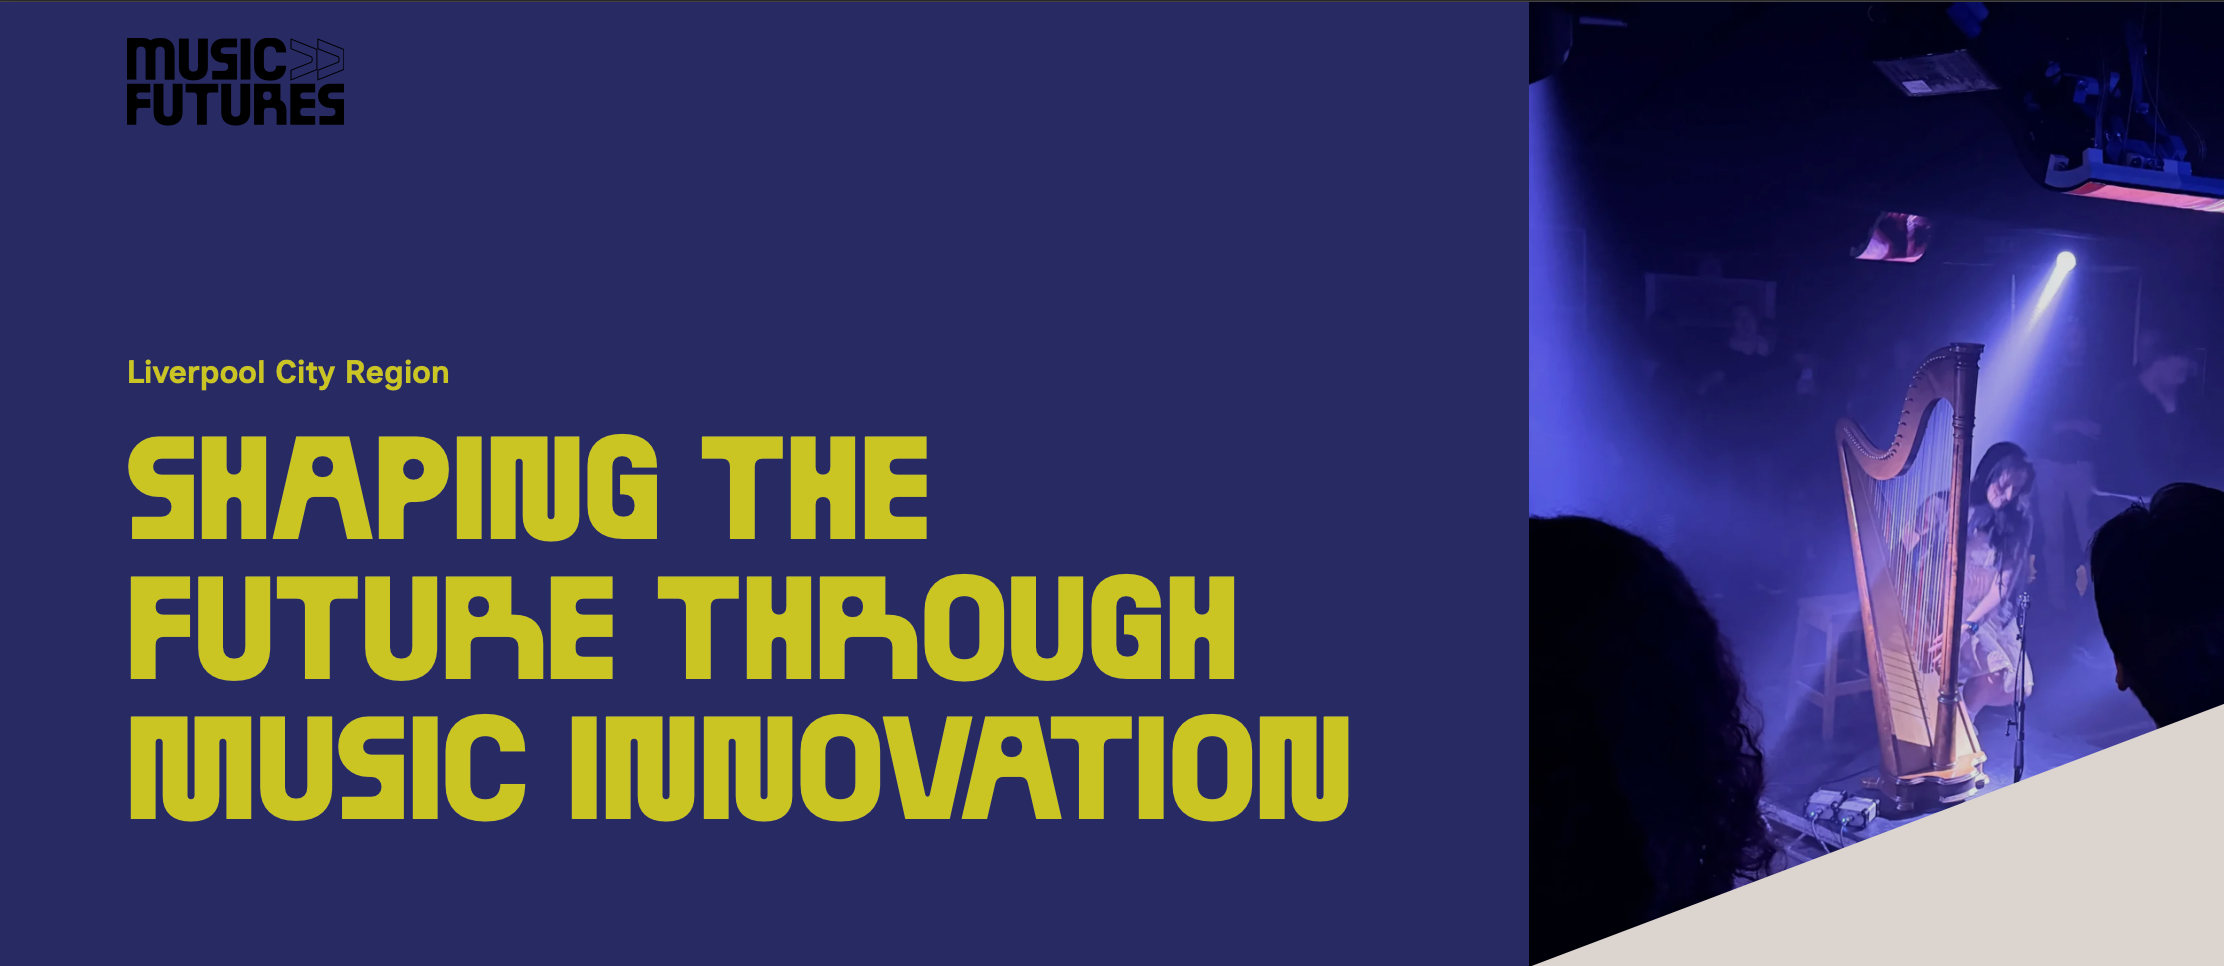 MUSIC
FUTURES
Liverpool City Region
SHAPING THE
FUTURE THROUGH
MUSIC INNOVATION